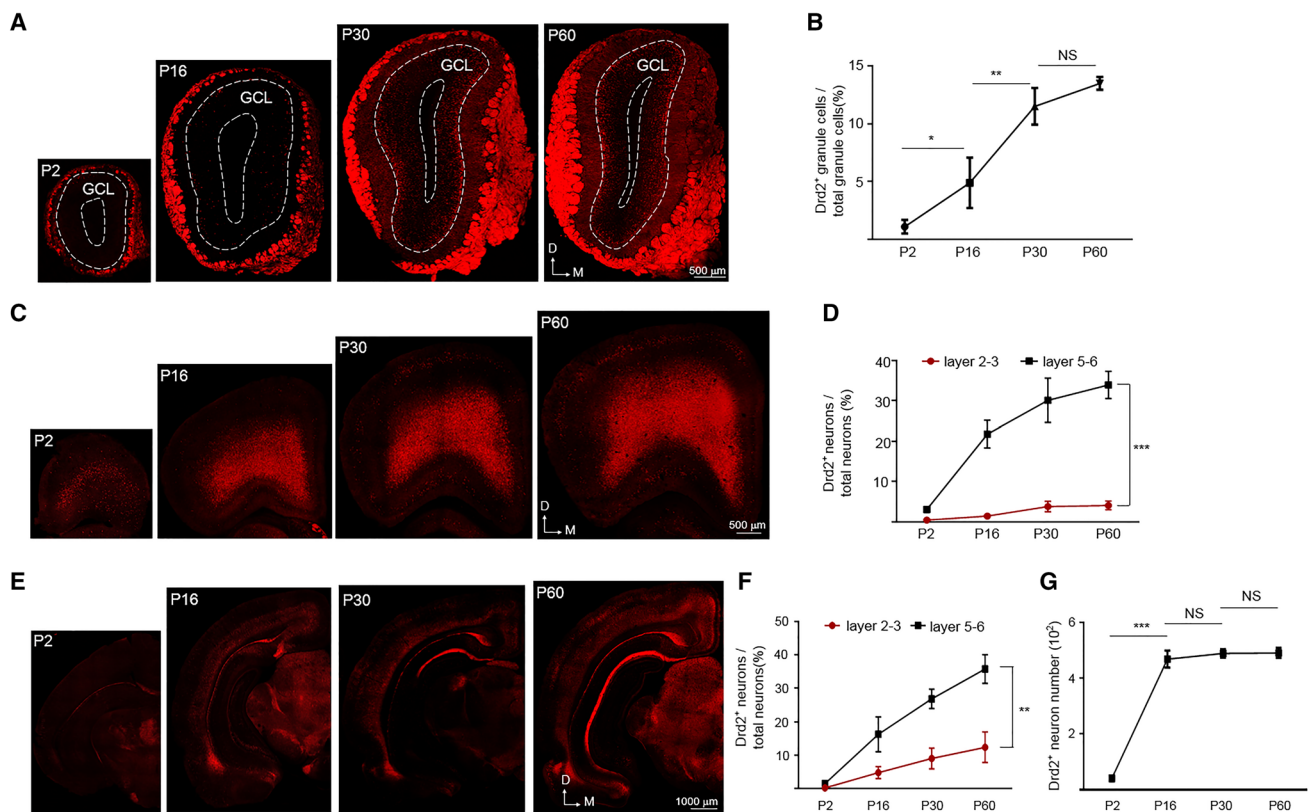 A
P2
GCL
P16
GCL
P30
GCL
P60
GCL
D
M
500 µm
B
Drd2⁺ granule cells /
total granule cells(%)
15
10
5
*
**
NS
P2 P16 P30 P60
C
P2
P16
P30
P60
D
M
500 µm
D
Drd2⁺ neurons /
total neurons (%)
layer 2-3 layer 5-6
40
30
20
10
***
P2 P16 P30 P60
E
P2
P16
P30
P60
D
M
1000 µm
F
Drd2⁺ neurons /
total neurons(%)
layer 2-3 layer 5-6
50
40
30
20
10
**
P2 P16 P30 P60
G
Drd2⁺ neuron number (10²)
6
4
2
0
***
NS
NS
P2 P16 P30 P60